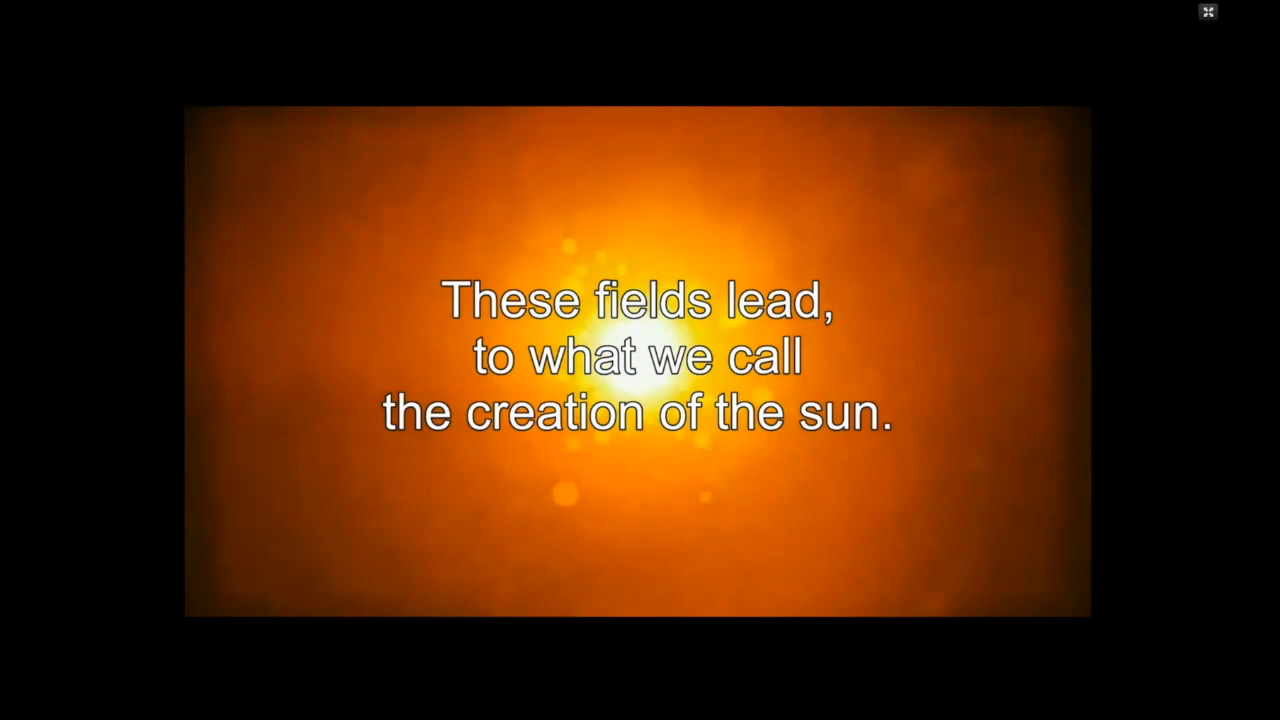 These fields lead,
to what we call
the creation of the sun.